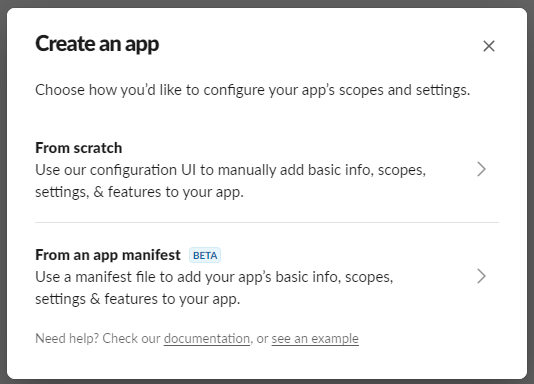 Create an app
Choose how you'd like to configure your app's scopes and settings.
From scratch
Use our configuration UI to manually add basic info, scopes,
settings, & features to your app.
From an app manifest BETA
Use a manifest file to add your app's basic info, scopes,
settings & features to your app.
Need help? Check our documentation, or see an example